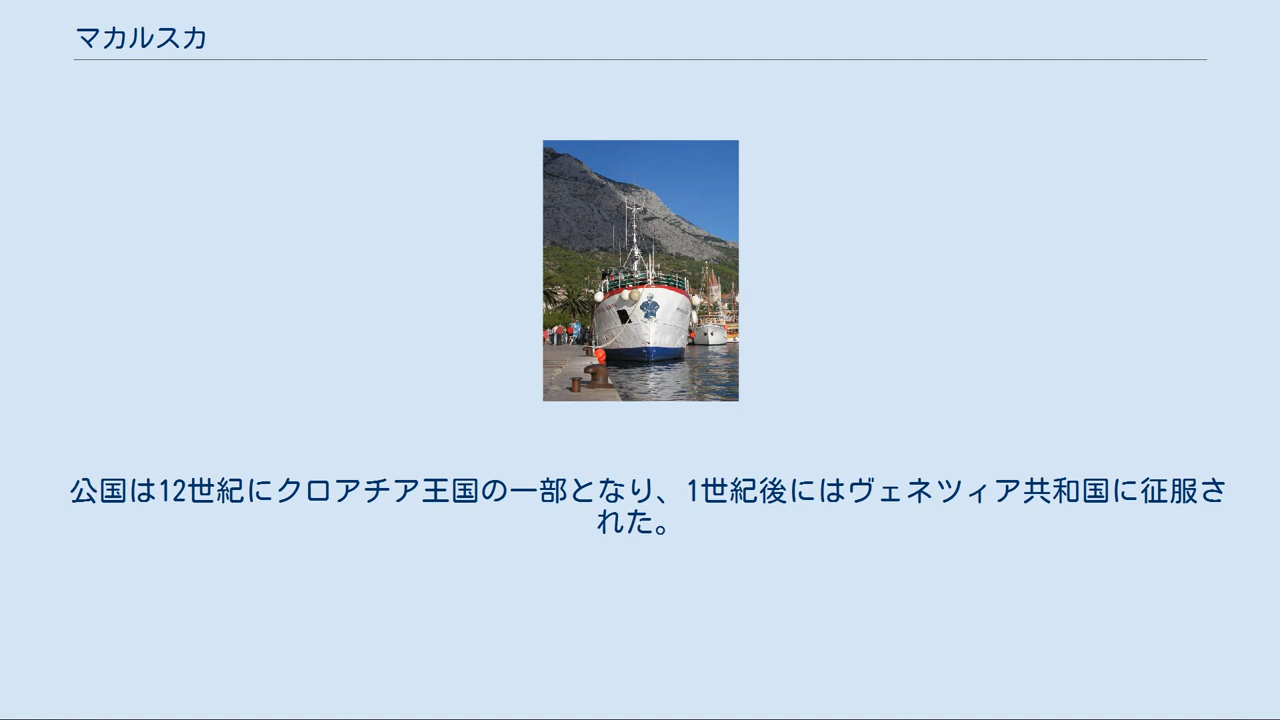 マカルスカ
公国は12世紀にクロアチア王国の一部となり、1世紀後にはヴェネツィア共和国に征服さ
れた。